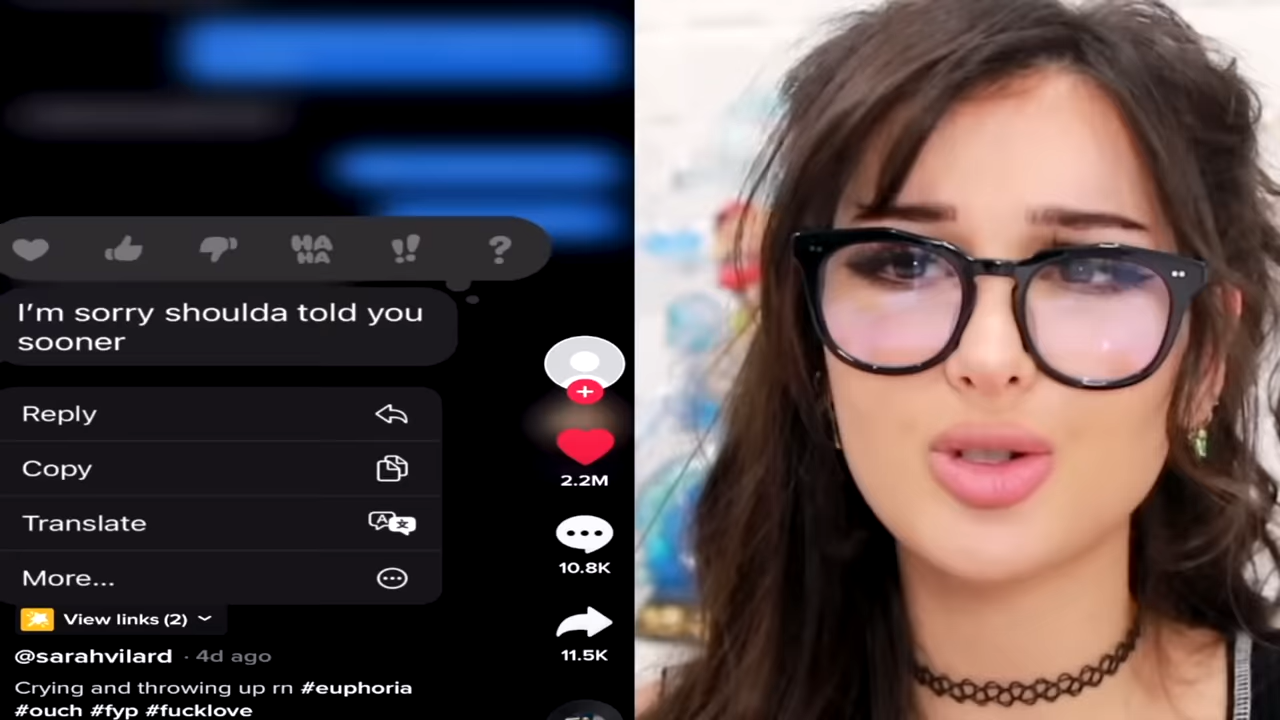 HA
HA
!!
?
I'm sorry shoulda told you
sooner
Reply
Copy
Translate
More...
View links (2)
@sarahvilard · 4d ago
Crying and throwing up rn #euphoria
#ouch #fyp #fucklove
2.2M
10.8K
11.5K